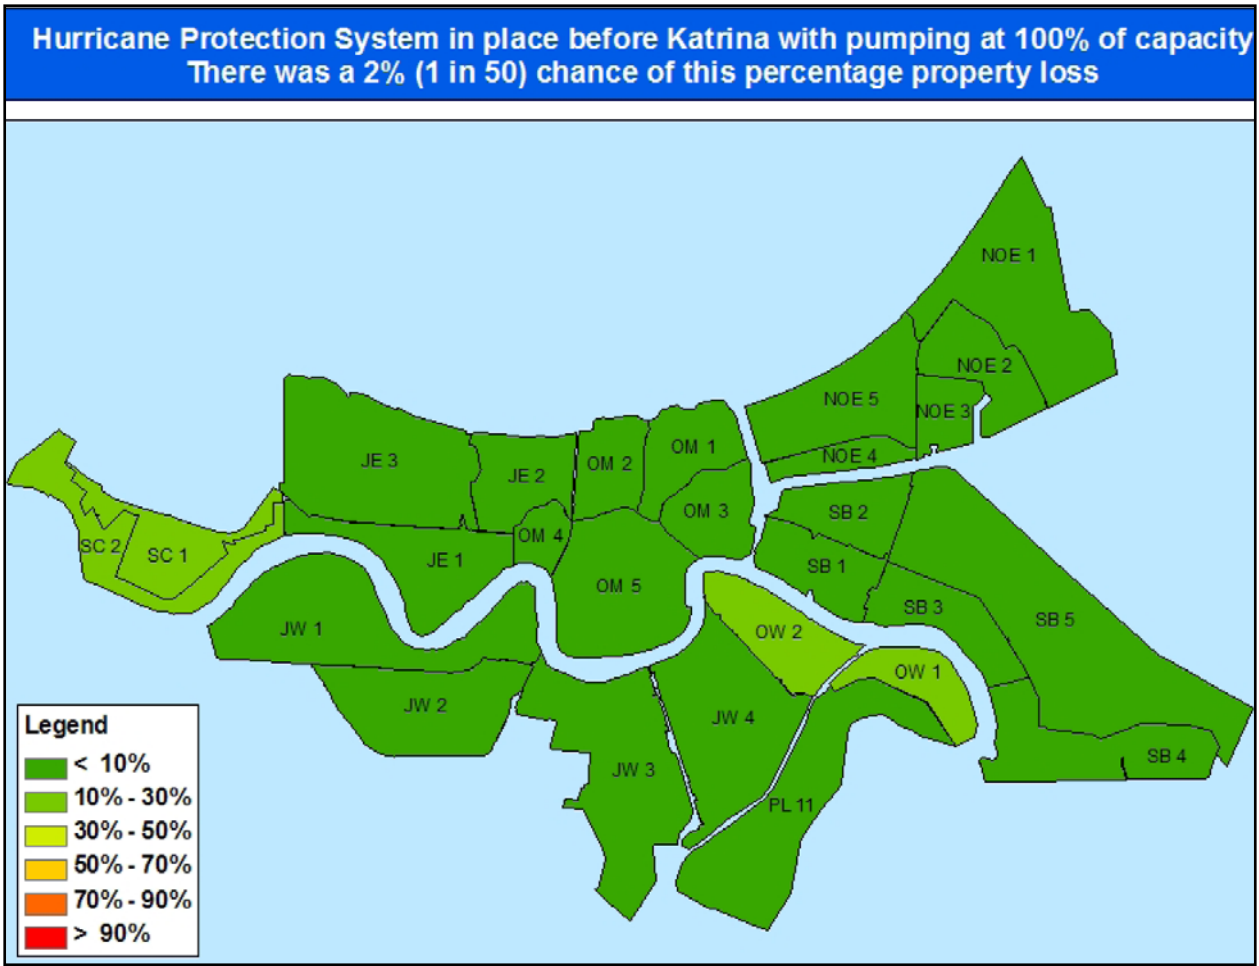 Hurricane Protection System in place before Katrina with pumping at 100% of capacity
There was a 2% (1 in 50) chance of this percentage property loss
NOE 1
NOE 2
NOE 5
NOE 3
NOE 4
OM 1
OM 2
JE 3
JE 2
OM 3
SB 2
OM 4
SC 2
SC 1
JE 1
SB 1
OM 5
SB 3
SB 5
JW 1
OW 2
OW 1
JW 2
JW 4
SB 4
JW 3
PL 11
Legend
< 10%
10% - 30%
30% - 50%
50% - 70%
70% - 90%
> 90%